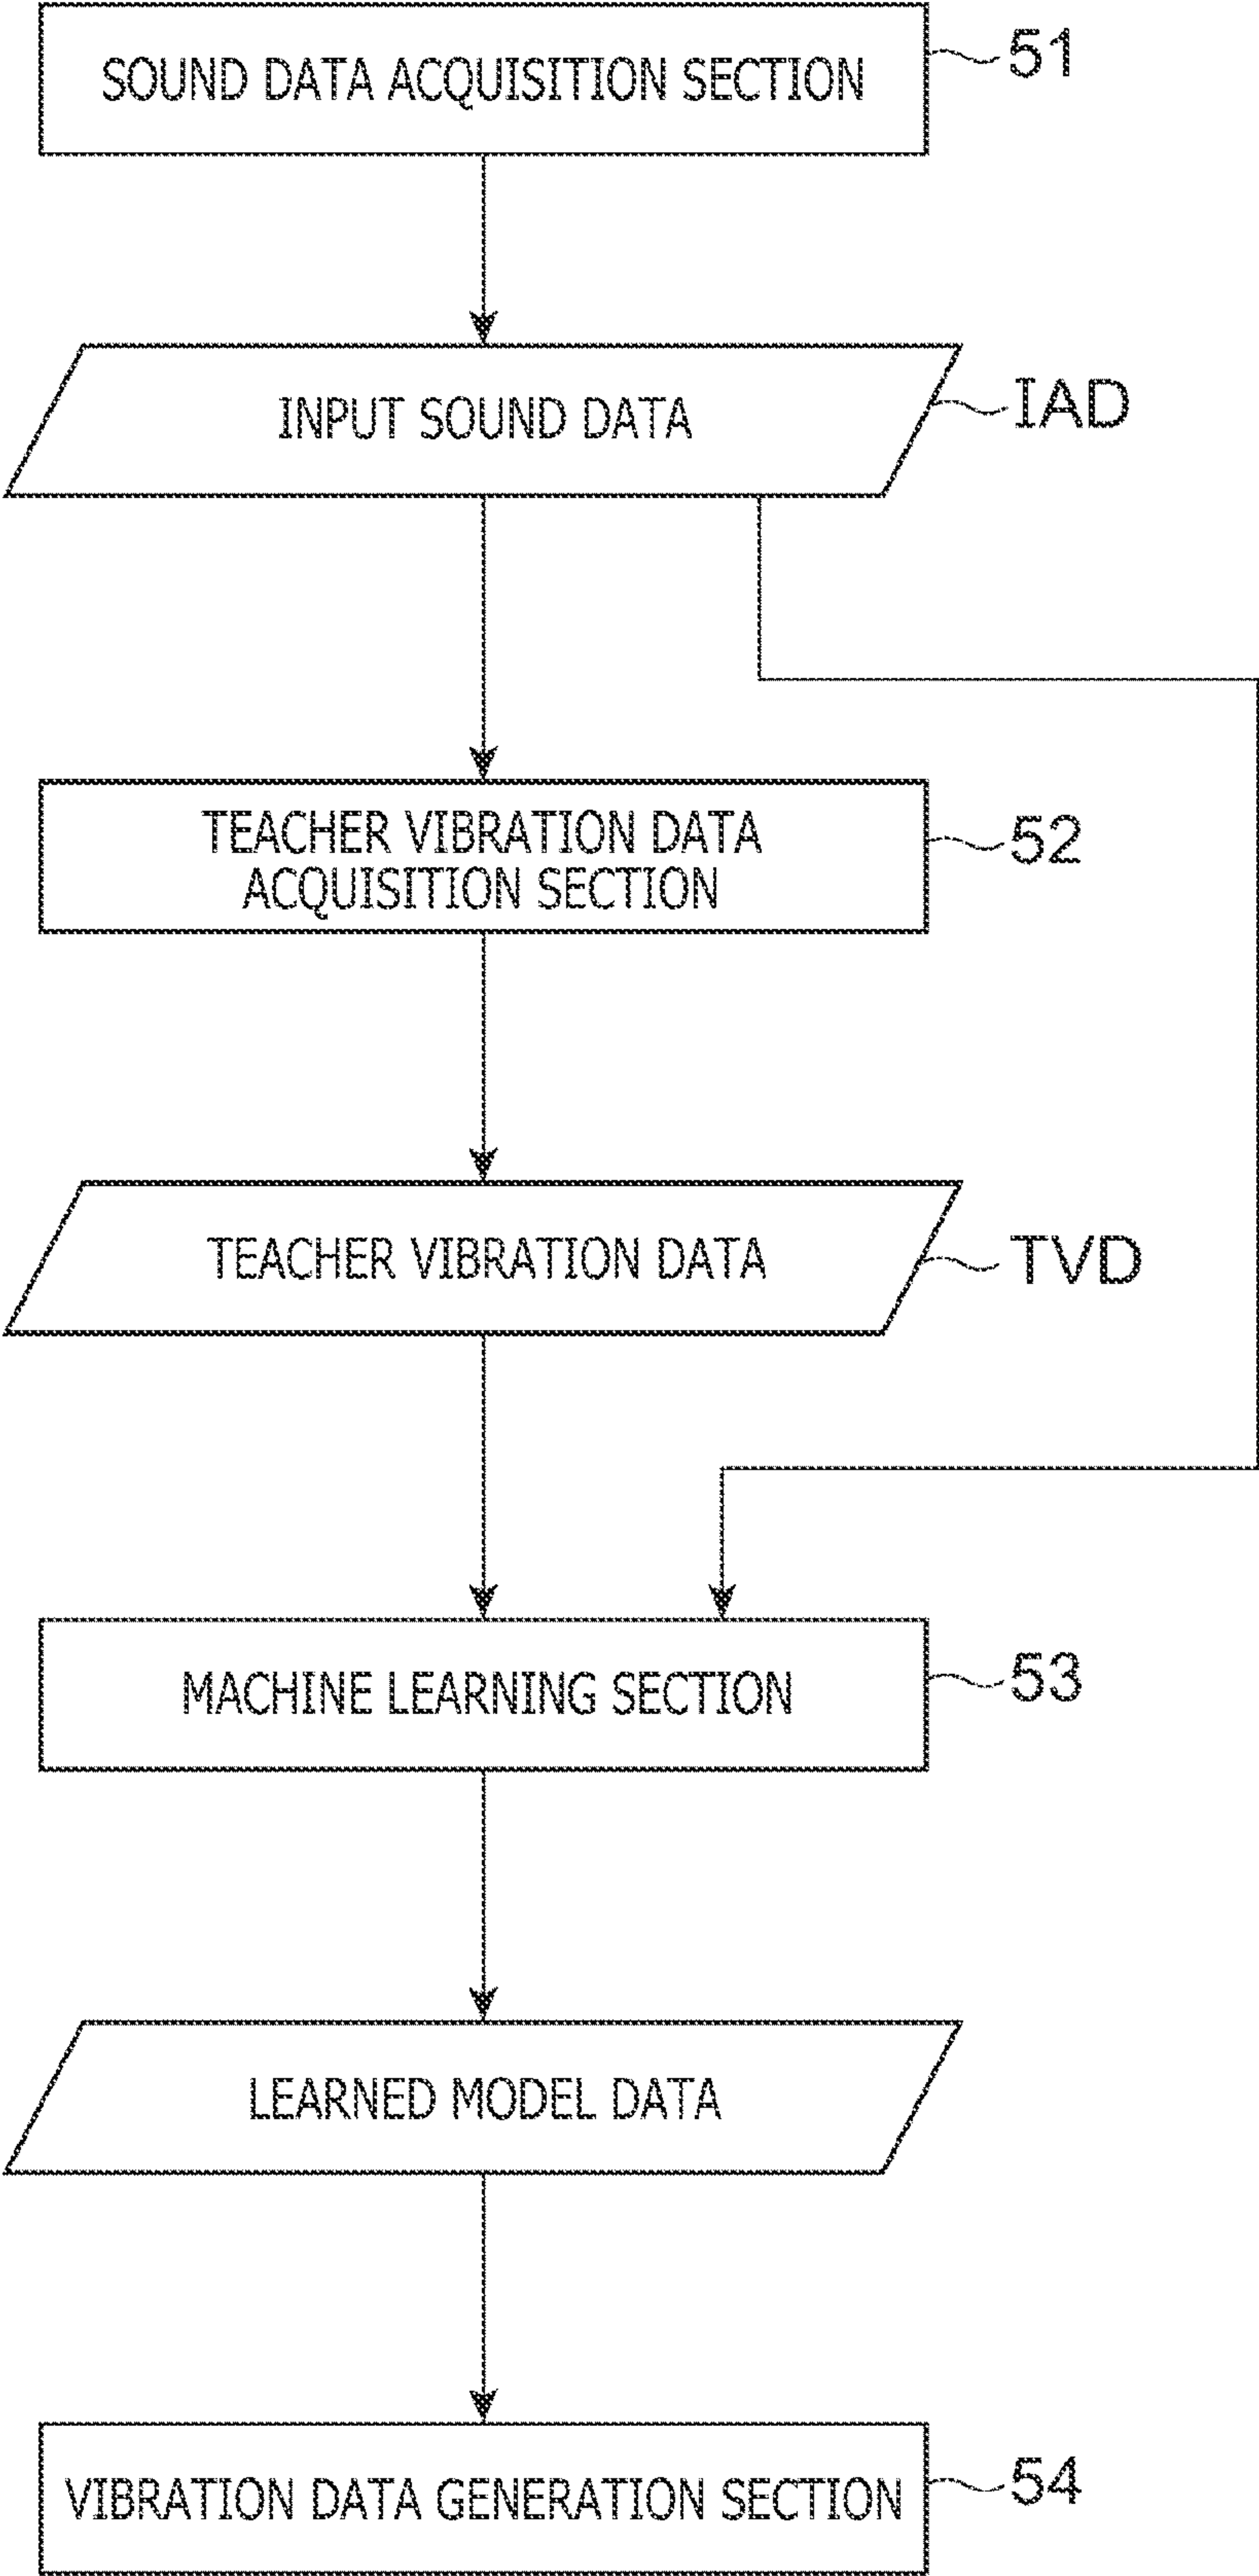 SOUND DATA ACQUISITION SECTION
51
INPUT SOUND DATA
IAD
TEACHER VIBRATION DATA
ACQUISITION SECTION
52
TEACHER VIBRATION DATA
TVD
MACHINE LEARNING SECTION
53
LEARNED MODEL DATA
VIBRATION DATA GENERATION SECTION
54